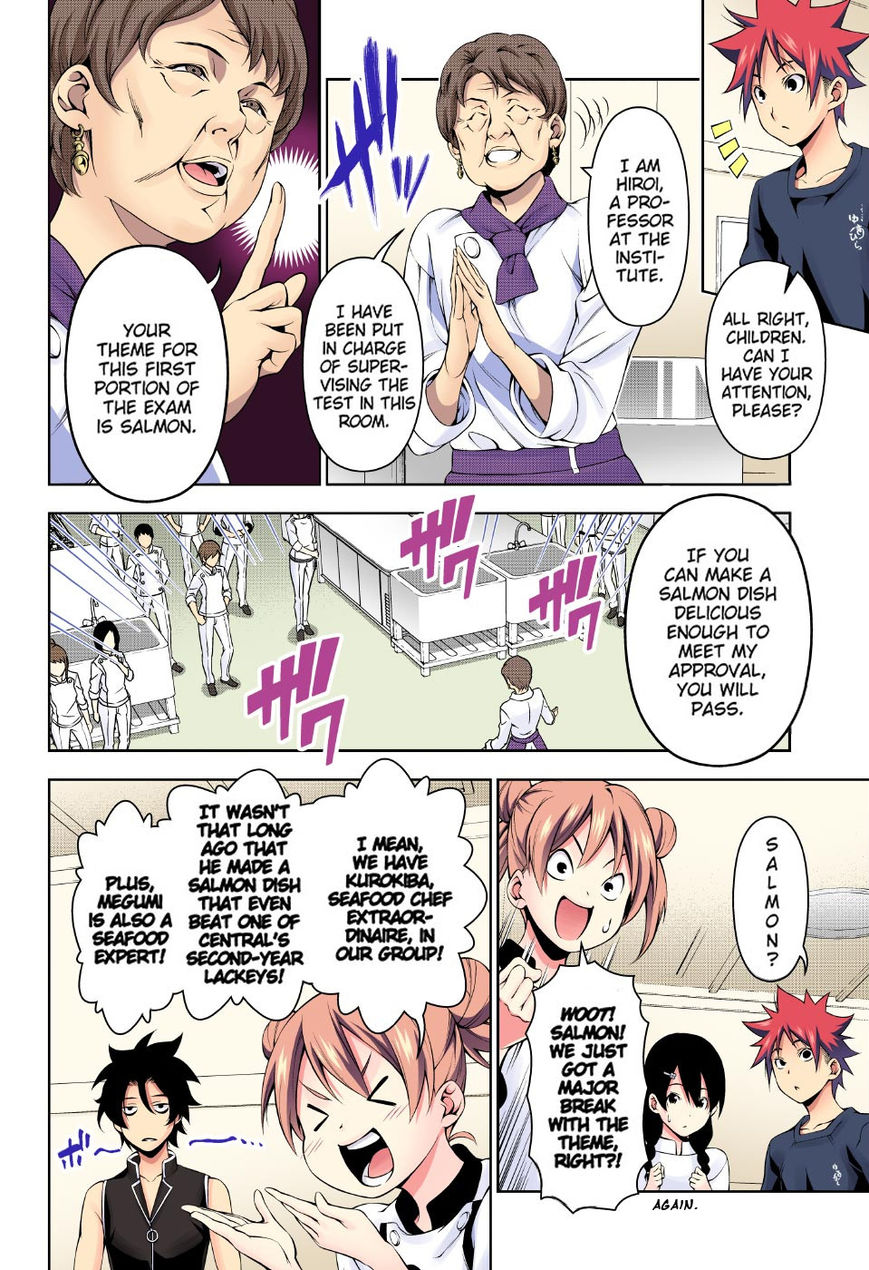 ALL RIGHT,
CHILDREN.
CAN I
HAVE YOUR
ATTENTION,
PLEASE?
I AM
HIROI,
A PRO-
FESSOR
AT THE
INSTI-
TUTE.
I HAVE
BEEN PUT
IN CHARGE
OF SUPER-
VISING THE
TEST IN THIS
ROOM.
YOUR
THEME FOR
THIS FIRST
PORTION OF
THE EXAM
IS SALMON.
IF YOU
CAN MAKE A
SALMON DISH
DELICIOUS
ENOUGH TO
MEET MY
APPROVAL,
YOU WILL
PASS.
SALMON?
WOOT!
SALMON!
WE JUST
GOT A
MAJOR
BREAK
WITH THE
THEME,
RIGHT?!
AGAIN.
I MEAN,
WE HAVE
KUROKIBA,
SEAFOOD CHEF
EXTRAOR-
DINAIRE, IN
OUR GROUP!
IT WASN'T
THAT LONG
AGO THAT
HE MADE A
SALMON DISH
THAT EVEN
BEAT ONE OF
CENTRAL'S
SECOND-YEAR
LACKEYS!
PLUS,
MEGUMI
IS ALSO A
SEAFOOD
EXPERT!
ボ〜